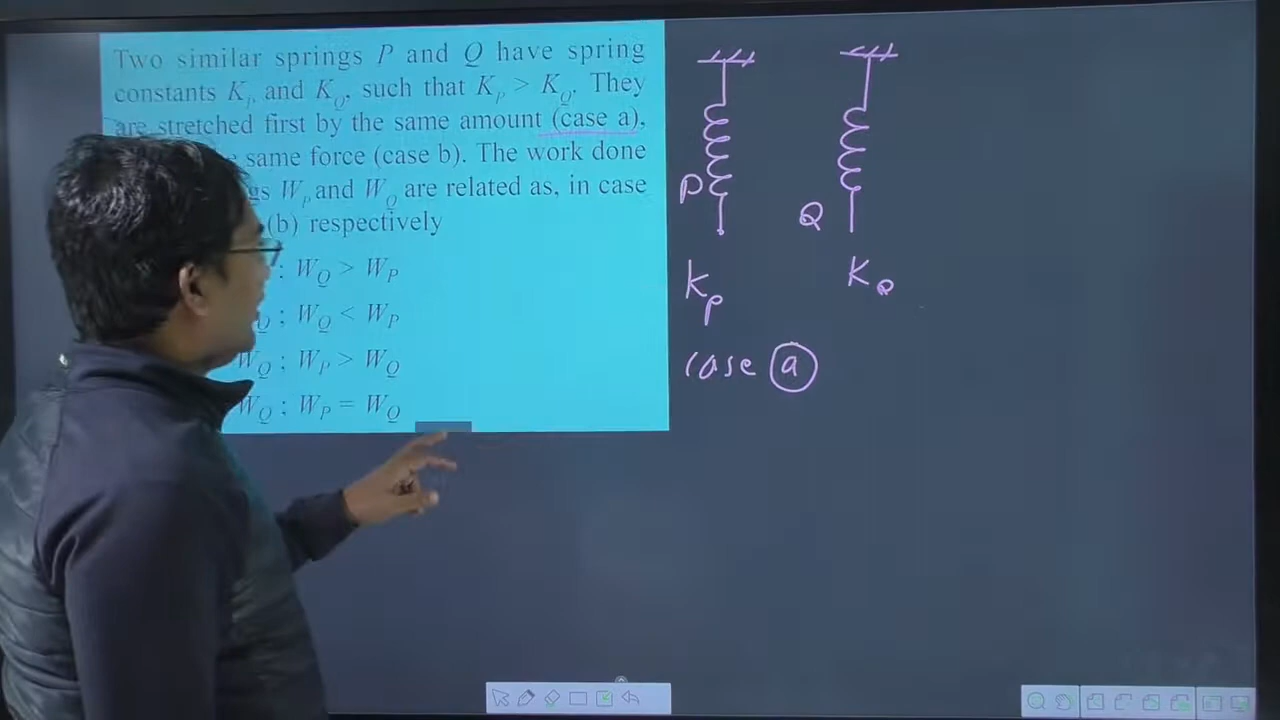 Two similar springs P and Q have spring
constants K_P and K_Q, such that K_P > K_Q. They
are stretched first by the same amount (case a),
same force (case b). The work done
W_P and W_Q are related as, in case
(b) respectively
: W_Q > W_P
; W_Q < W_P
W_Q ; W_P > W_Q
W_Q ; W_P = W_Q
P
Q
K_P
K_Q
case a